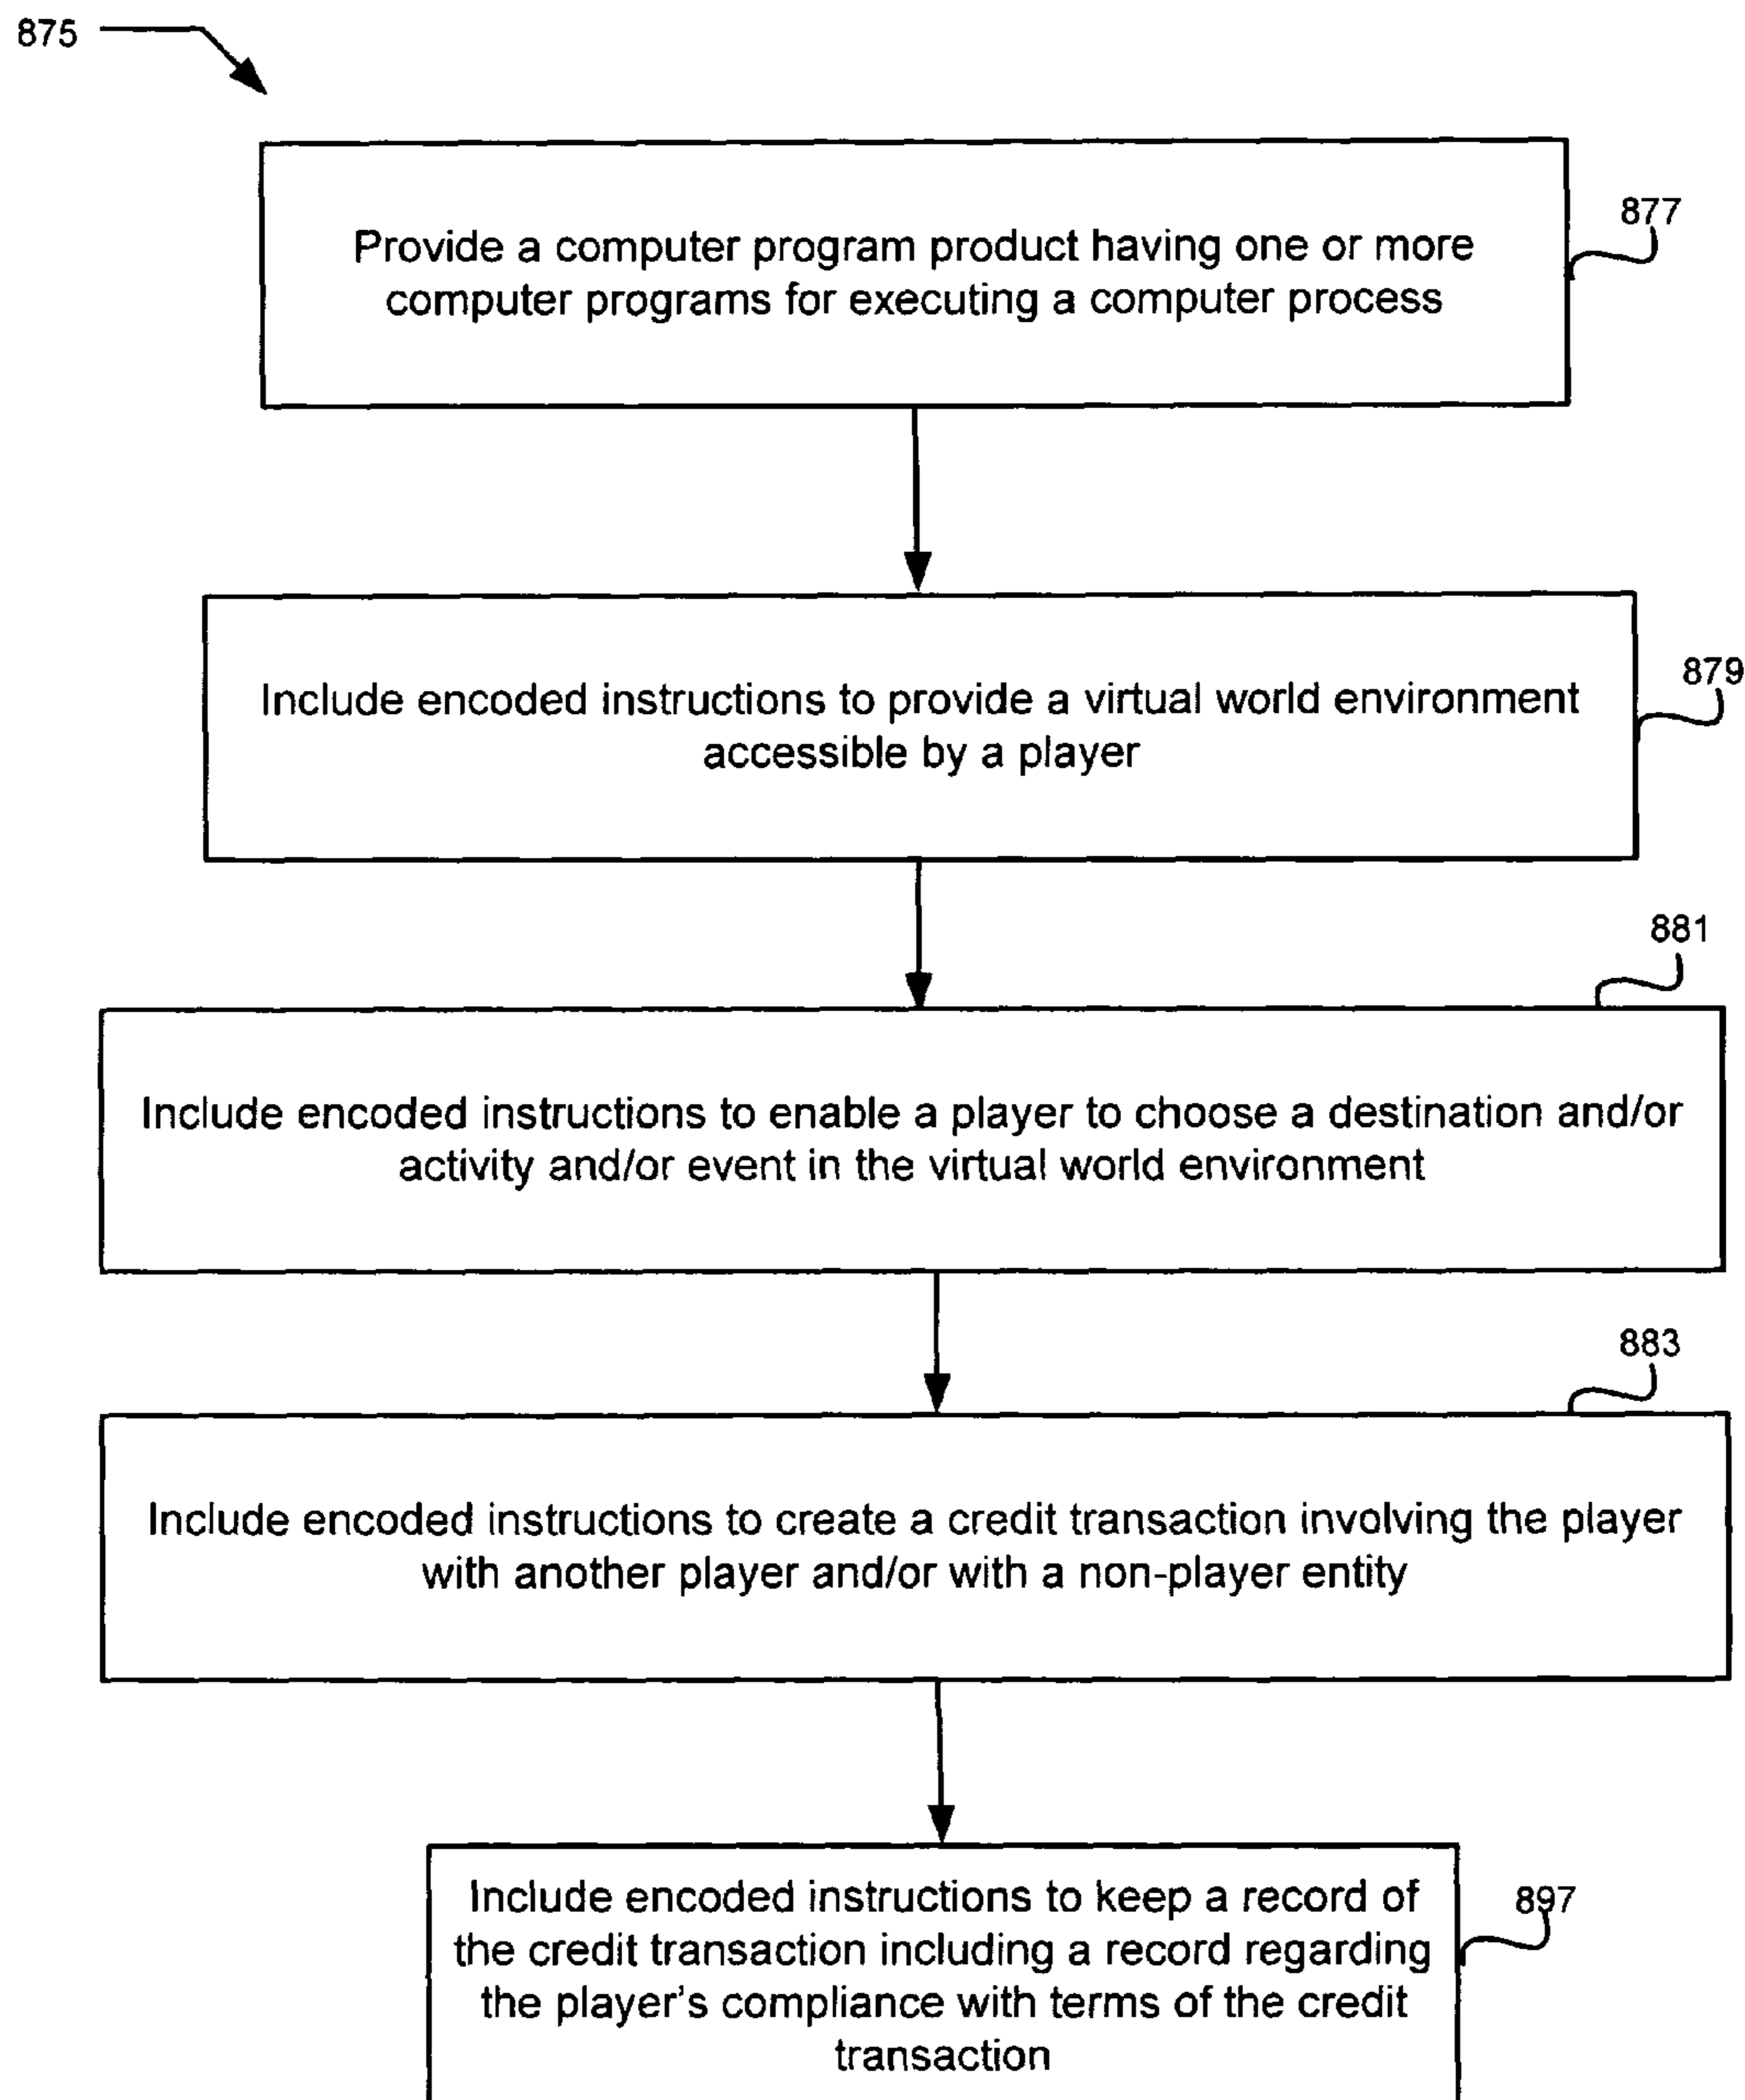 875
Provide a computer program product having one or more
computer programs for executing a computer process
877
Include encoded instructions to provide a virtual world environment
accessible by a player
879
881
Include encoded instructions to enable a player to choose a destination and/or
activity and/or event in the virtual world environment
883
Include encoded instructions to create a credit transaction involving the player
with another player and/or with a non-player entity
Include encoded instructions to keep a record of
the credit transaction including a record regarding
the player's compliance with terms of the credit
transaction
897